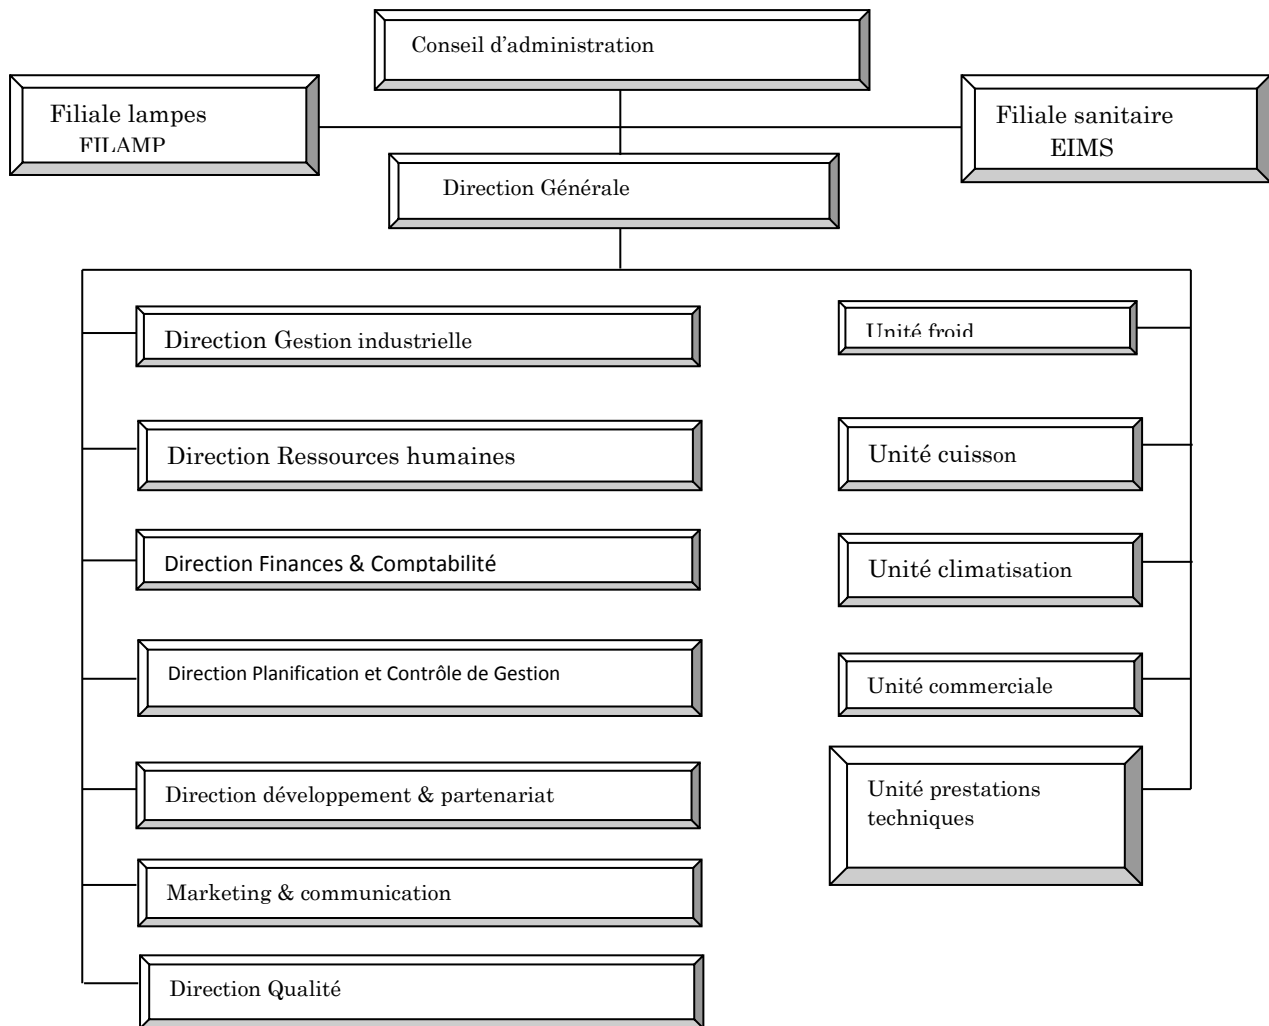 Conseil d'administration
Filiale lampes
FILAMP
Filiale sanitaire
EIMS
Direction Générale
Direction Gestion industrielle
Direction Ressources humaines
Direction Finances & Comptabilité
Direction Planification et Contrôle de Gestion
Direction développement & partenariat
Marketing & communication
Direction Qualité
Unité froid
Unité cuisson
Unité climatisation
Unité commerciale
Unité prestations
techniques